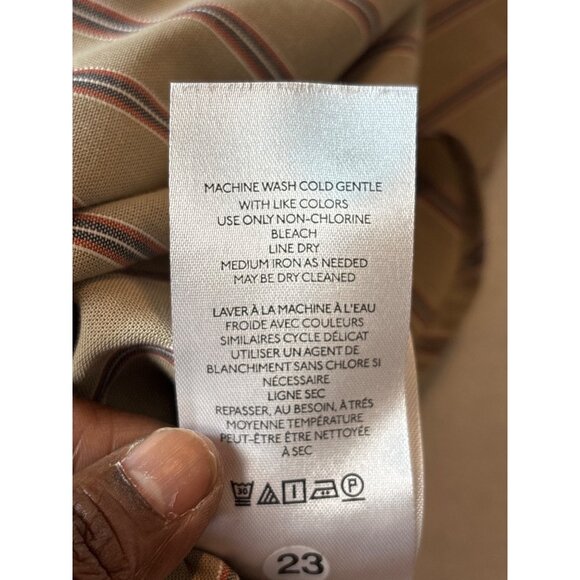 MACHINE WASH COLD GENTLE
WITH LIKE COLORS
USE ONLY NON-CHLORINE
BLEACH
LINE DRY
MEDIUM IRON AS NEEDED
MAY BE DRY CLEANED
LAVER À LA MACHINE À L'EAU
FROIDE AVEC COULEURS
SIMILAIRES CYCLE DÉLICAT
UTILISER UN AGENT DE
BLANCHIMENT SANS CHLORE SI
NÉCESSAIRE
LIGNE SEC
REPASSER, AU BESOIN, À TRÉS
MOYENNE TEMPÉRATURE
PEUT-ÊTRE ÊTRE NETTOYÉE
À SEC
30 P
23